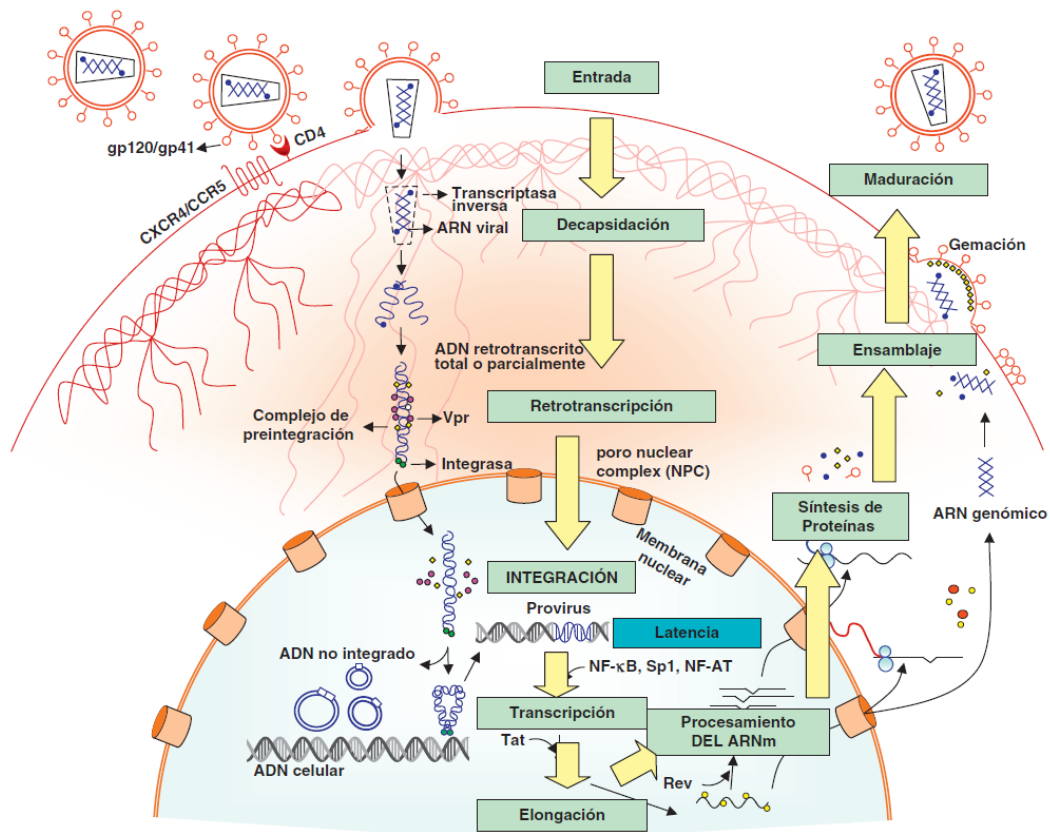 Entrada
gp120/gp41
CD4
CXCR4/CCR5
Transcriptasa
inversa
ARN viral
Decapsidación
Maduración
Gemación
ADN retrotranscrito
total o parcialmente
Ensamblaje
Retrotranscripción
Complejo de
preintegración
Vpr
Integrasa
poro nuclear
complex (NPC)
Membrana
nuclear
Síntesis de
Proteínas
ARN genómico
INTEGRACIÓN
Provirus
Latencia
ADN no integrado
NF-κB, Sp1, NF-AT
Transcripción
Procesamiento
DEL ARNm
Tat
ADN celular
Rev
Elongación